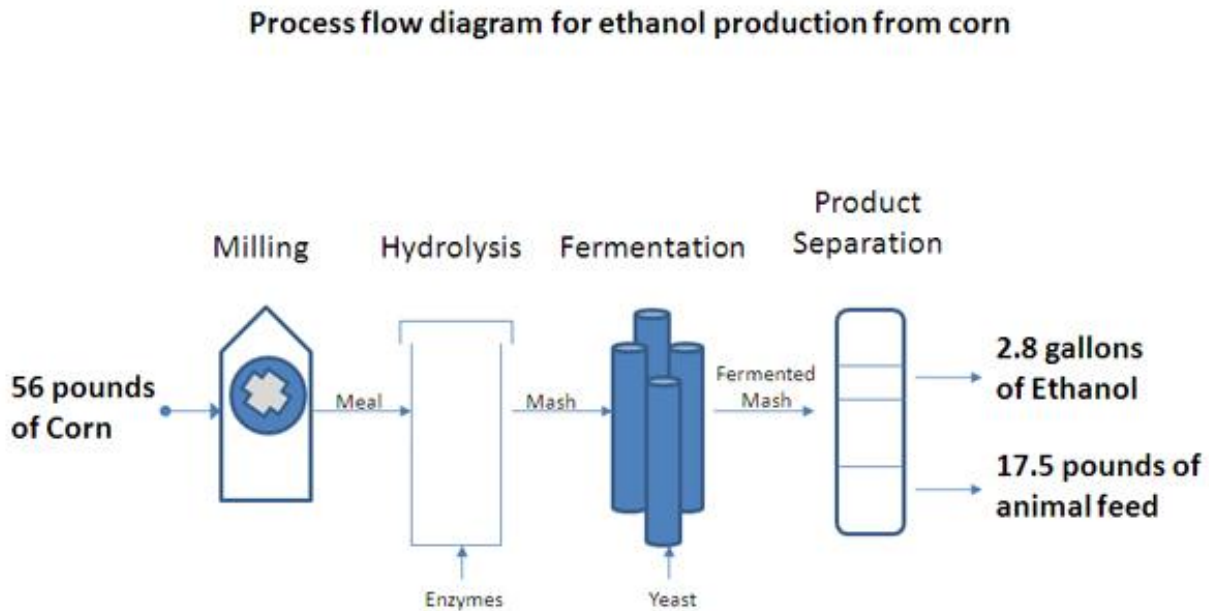 Process flow diagram for ethanol production from corn
Milling
Hydrolysis
Fermentation
Product
Separation
56 pounds
of Corn
Meal
Mash
Fermented
Mash
2.8 gallons
of Ethanol
17.5 pounds of
animal feed
Enzymes
Yeast